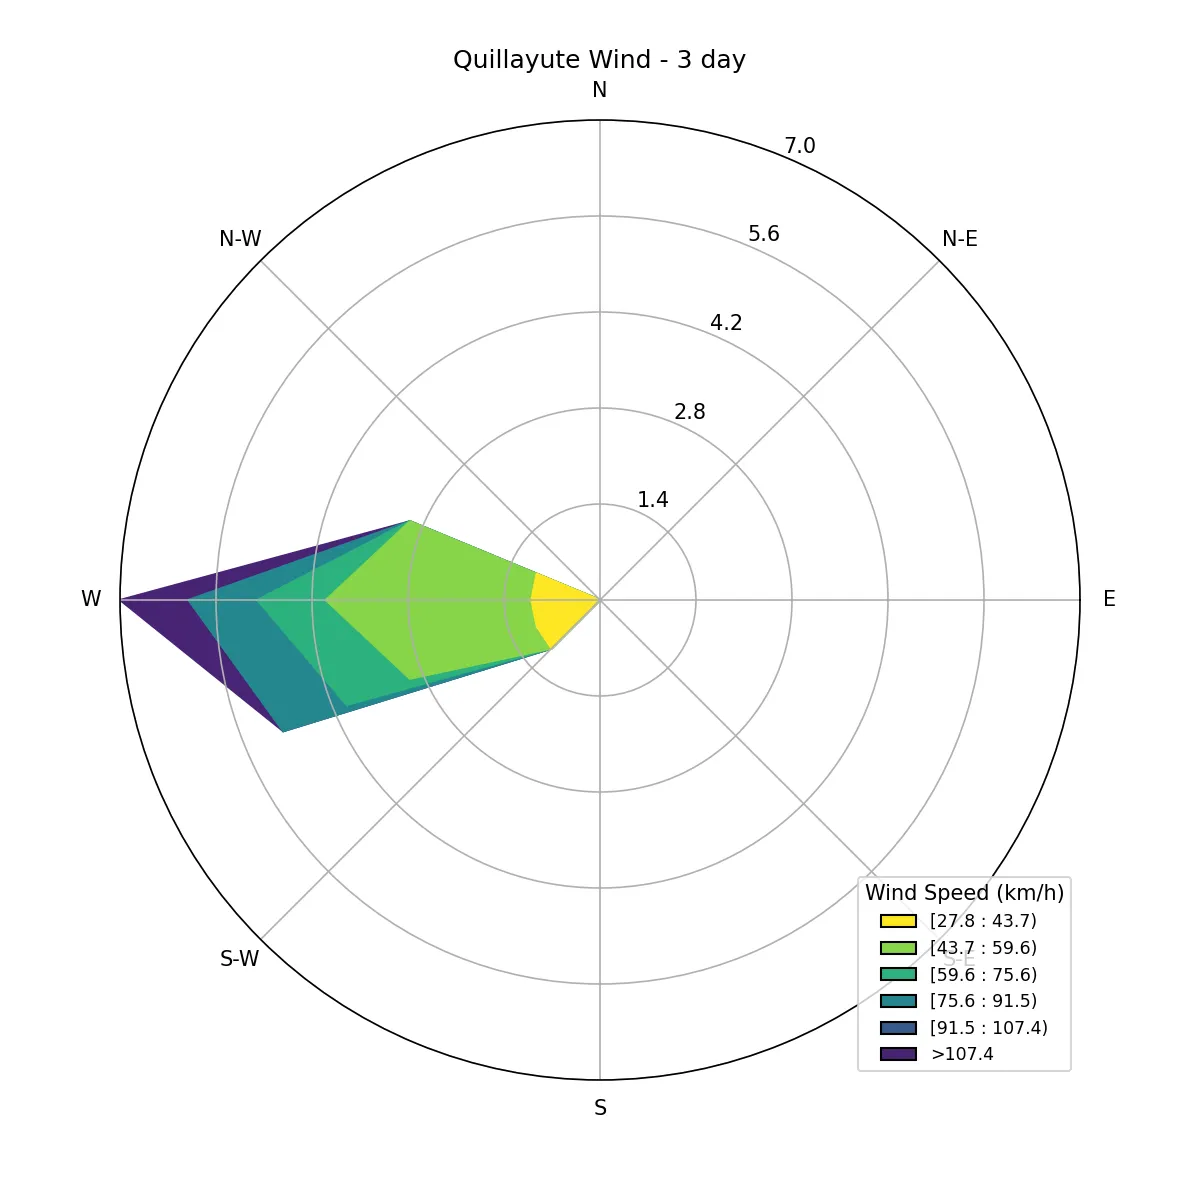 Quillayute Wind - 3 day
N
7.0
N-W
5.6
N-E
4.2
2.8
1.4
W
E
S-W
S-E
S
Wind Speed (km/h)
[27.8 : 43.7)
[43.7 : 59.6)
[59.6 : 75.6)
[75.6 : 91.5)
[91.5 : 107.4)
>107.4